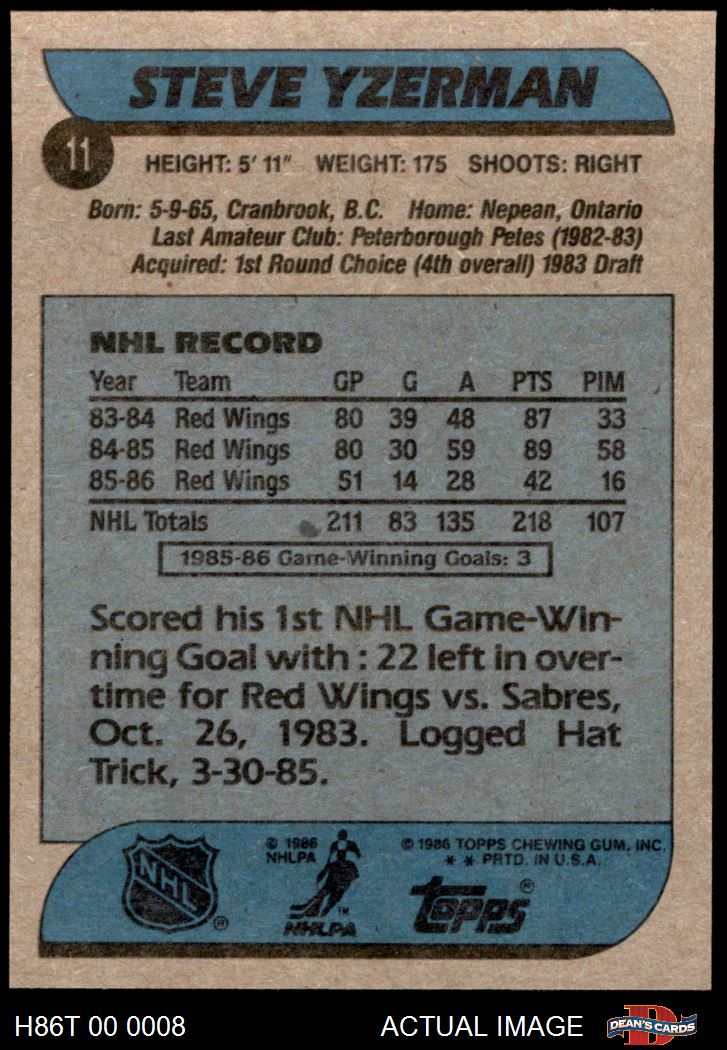 STEVE YZERMAN
11
HEIGHT: 5' 11" WEIGHT: 175 SHOOTS: RIGHT
Born: 5-9-65, Cranbrook, B.C. Home: Nepean, Ontario
Last Amateur Club: Peterborough Petes (1982-83)
Acquired: 1st Round Choice (4th overall) 1983 Draft
NHL RECORD
Year Team GP G A PTS PIM
83-84 Red Wings 80 39 48 87 33
84-85 Red Wings 80 30 59 89 58
85-86 Red Wings 51 14 28 42 16
NHL Totals 211 83 135 218 107
1985-86 Game-Winning Goals: 3
Scored his 1st NHL Game-Win-
ning Goal with : 22 left in over-
time for Red Wings vs. Sabres,
Oct. 26, 1983. Logged Hat
Trick, 3-30-85.
NHL ®
© 1986
NHLPA
TM
NHLPA
© 1986 TOPPS CHEWING GUM, INC.
* * PRTD. IN U.S.A.
topps ®
H86T 00 0008 ACTUAL IMAGE D DEAN'S CARDS